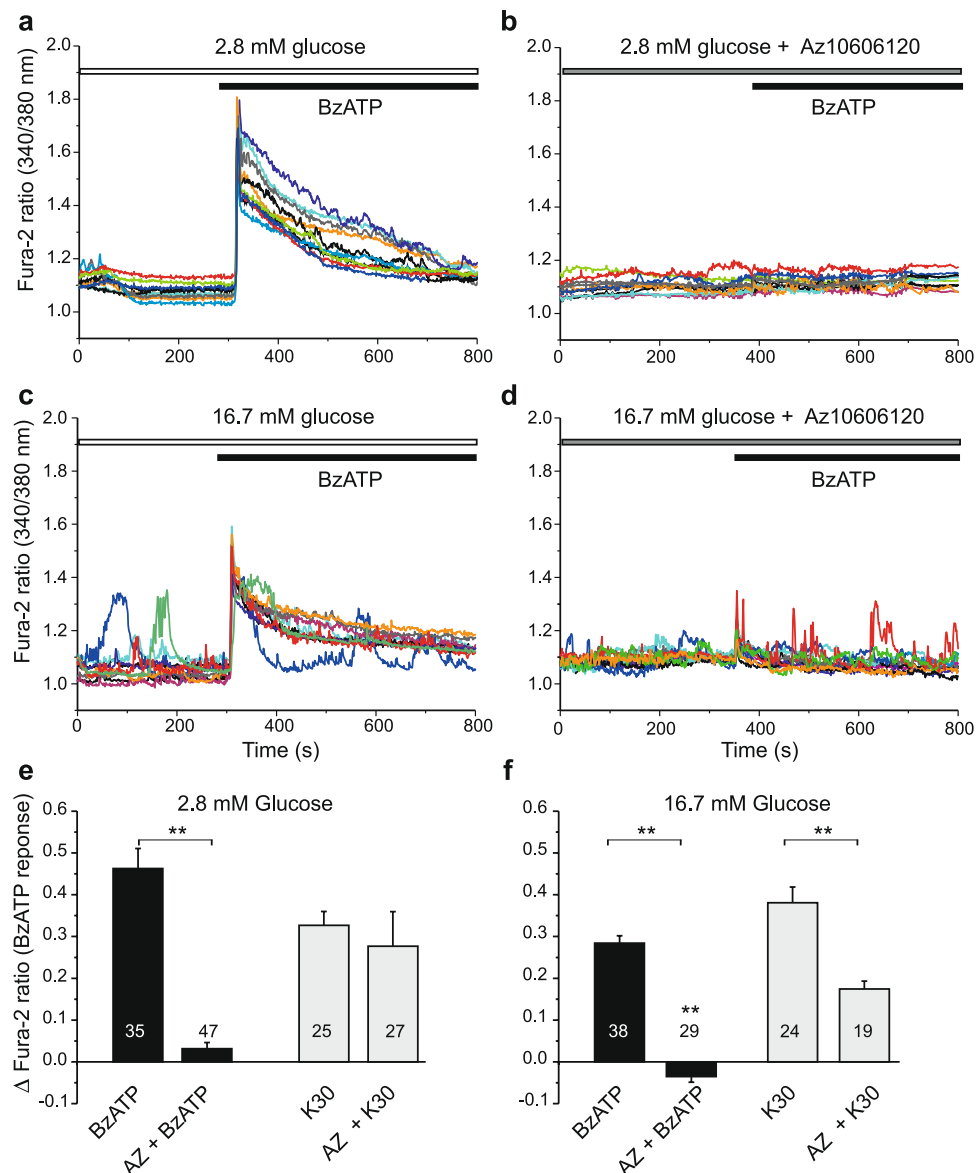 a
2.8 mM glucose
BzATP
Fura-2 ratio (340/380 nm)
2.0
1.8
1.6
1.4
1.2
1.0
0 200 400 600 800
b
2.8 mM glucose + Az10606120
BzATP
2.0
1.8
1.6
1.4
1.2
1.0
0 200 400 600 800
c
16.7 mM glucose
BzATP
Fura-2 ratio (340/380 nm)
2.0
1.8
1.6
1.4
1.2
1.0
0 200 400 600 800
Time (s)
d
16.7 mM glucose + Az10606120
BzATP
2.0
1.8
1.6
1.4
1.2
1.0
0 200 400 600 800
Time (s)
e
2.8 mM Glucose
Δ Fura-2 ratio (BzATP reponse)
0.6
0.5
0.4
0.3
0.2
0.1
0.0
-0.1
**
35 47 25 27
BzATP
AZ + BzATP
K30
AZ + K30
f
16.7 mM Glucose
0.6
0.5
0.4
0.3
0.2
0.1
0.0
-0.1
** **
**
38 29 24 19
BzATP
AZ + BzATP
K30
AZ + K30